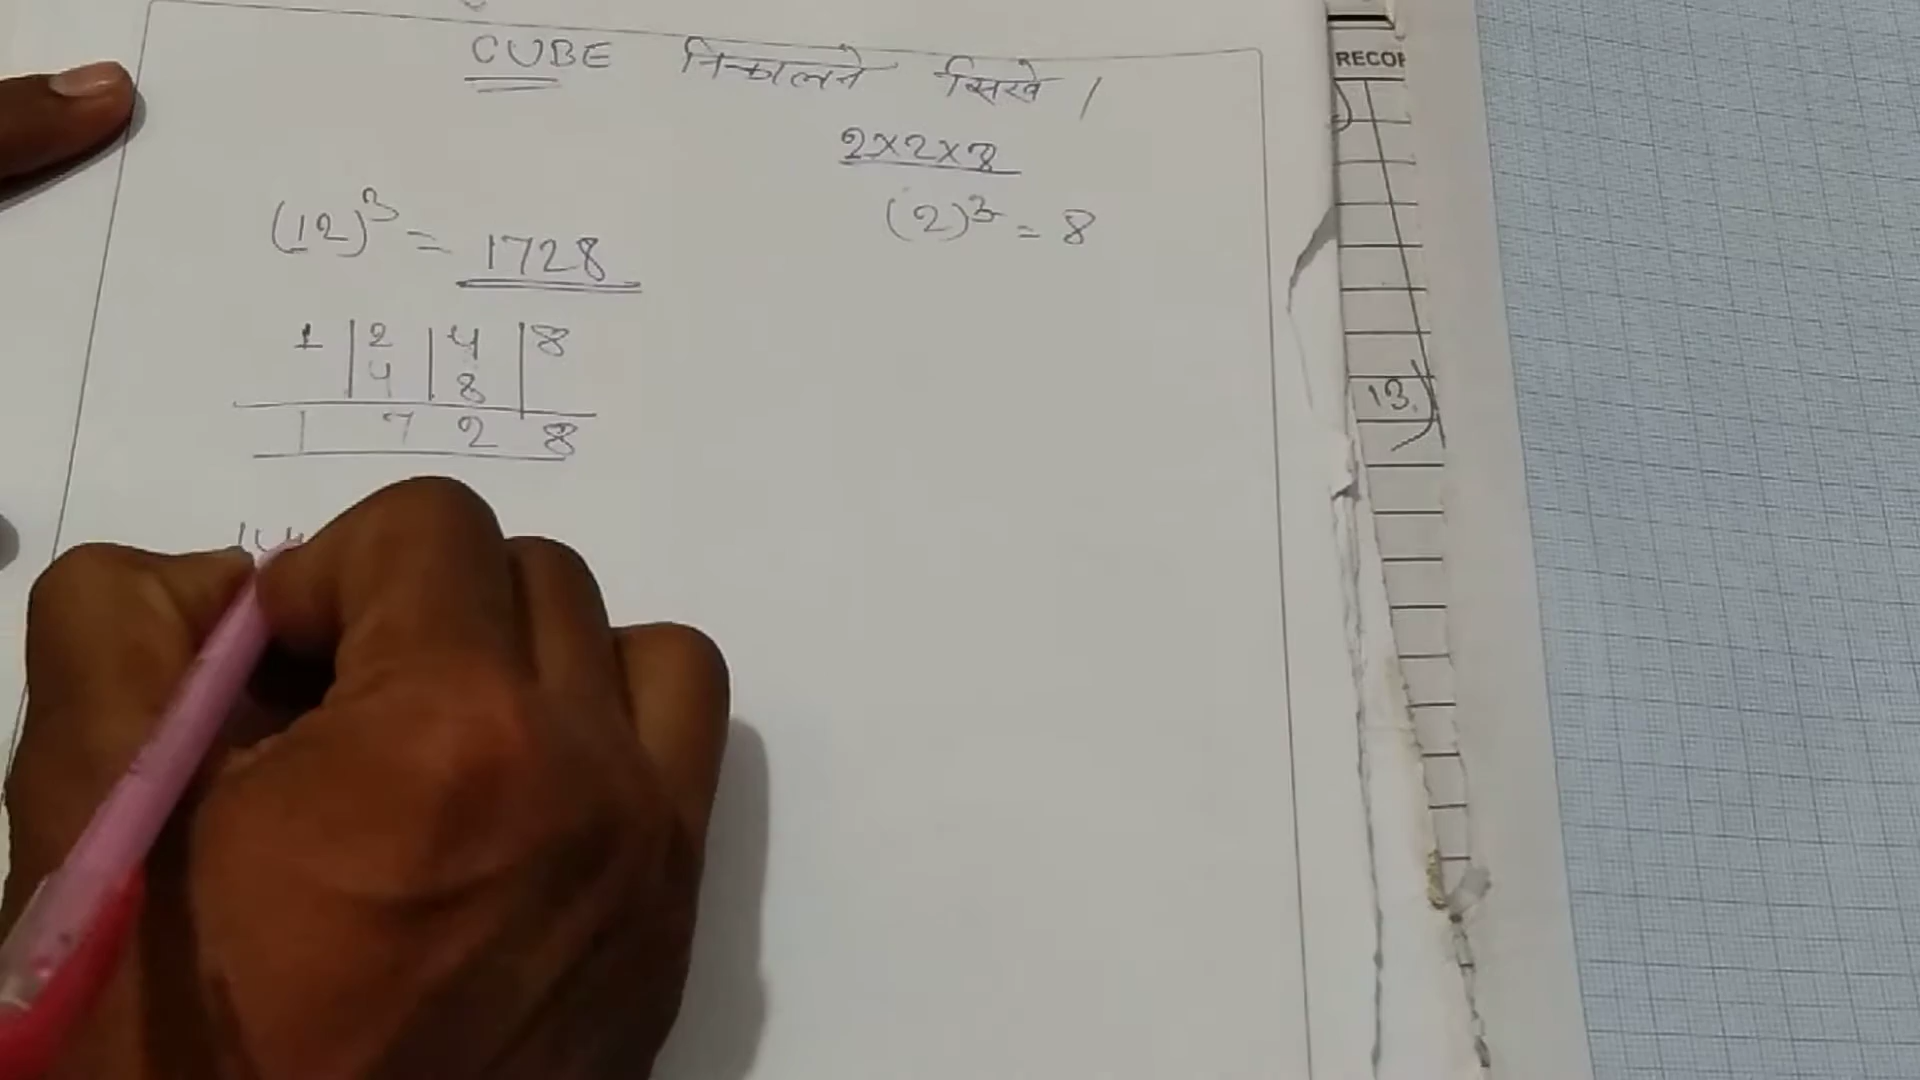 CUBE निकालने सिखे ।
2×2×2
(2)³ = 8
(12)³ = 1728
1 | 2 | 4 | 8
4 | 8
1 7 2 8
RECOR
13.